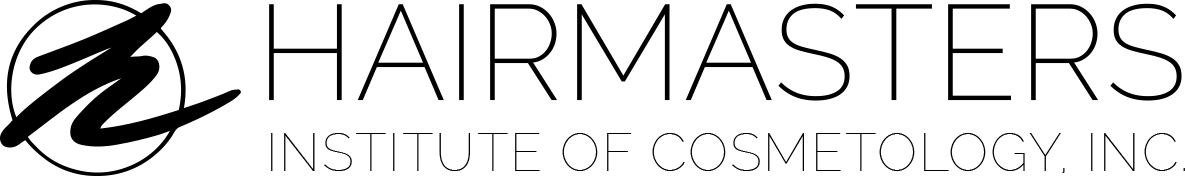 HAIRMASTERS
INSTITUTE OF COSMETOLOGY, INC.